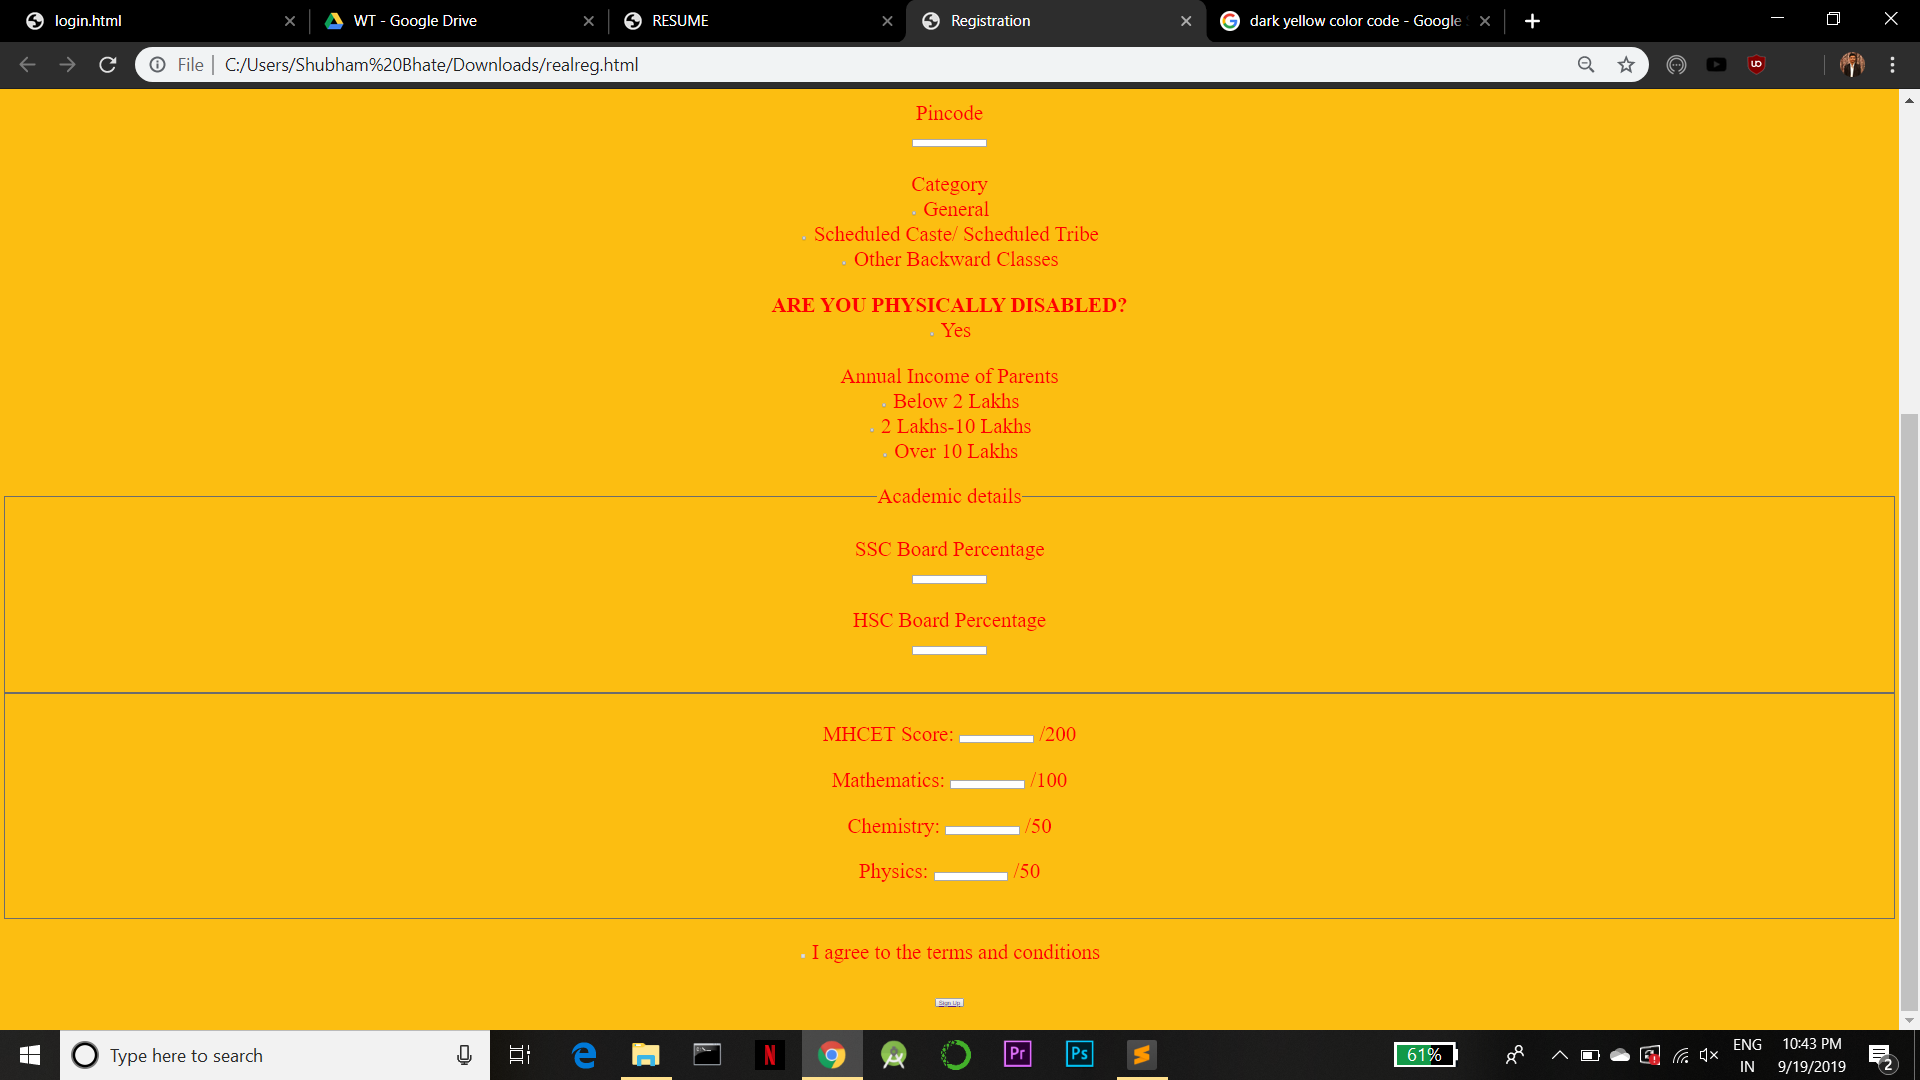 login.html
WT - Google Drive
RESUME
Registration
dark yellow color code - Google
File
C:/Users/Shubham%20Bhate/Downloads/realreg.html
Pincode
Category
General
Scheduled Caste/ Scheduled Tribe
Other Backward Classes
ARE YOU PHYSICALLY DISABLED?
Yes
Annual Income of Parents
Below 2 Lakhs
2 Lakhs-10 Lakhs
Over 10 Lakhs
Academic details
SSC Board Percentage
HSC Board Percentage
MHCET Score: /200
Mathematics: /100
Chemistry: /50
Physics: /50
I agree to the terms and conditions
Sign Up
Type here to search
N
Pr
Ps
61%
ENG
IN
10:43 PM
9/19/2019
2